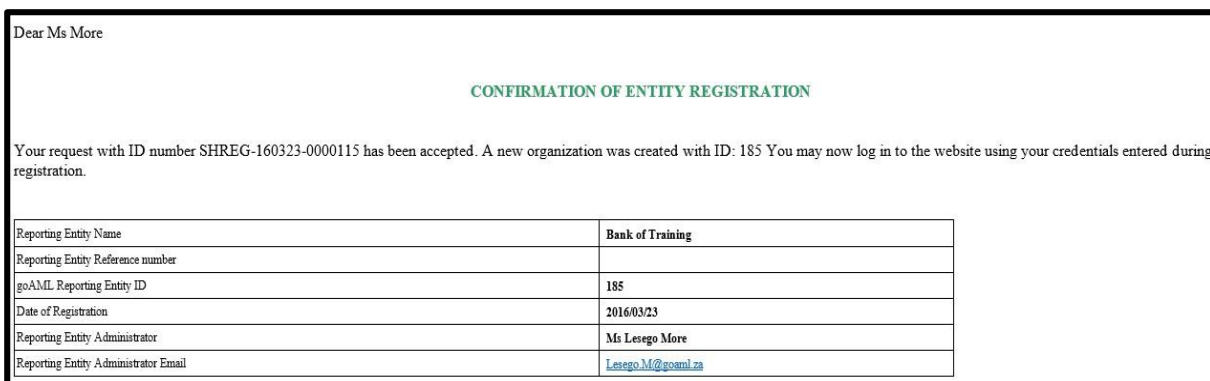 Dear Ms More
CONFIRMATION OF ENTITY REGISTRATION
Your request with ID number SHREG-160323-0000115 has been accepted. A new organization was created with ID: 185 You may now log in to the website using your credentials entered during
registration.
Reporting Entity Name Bank of Training
Reporting Entity Reference number
goAML Reporting Entity ID 185
Date of Registration 2016/03/23
Reporting Entity Administrator Ms Lesego More
Reporting Entity Administrator Email Lesego.M@goaml.za